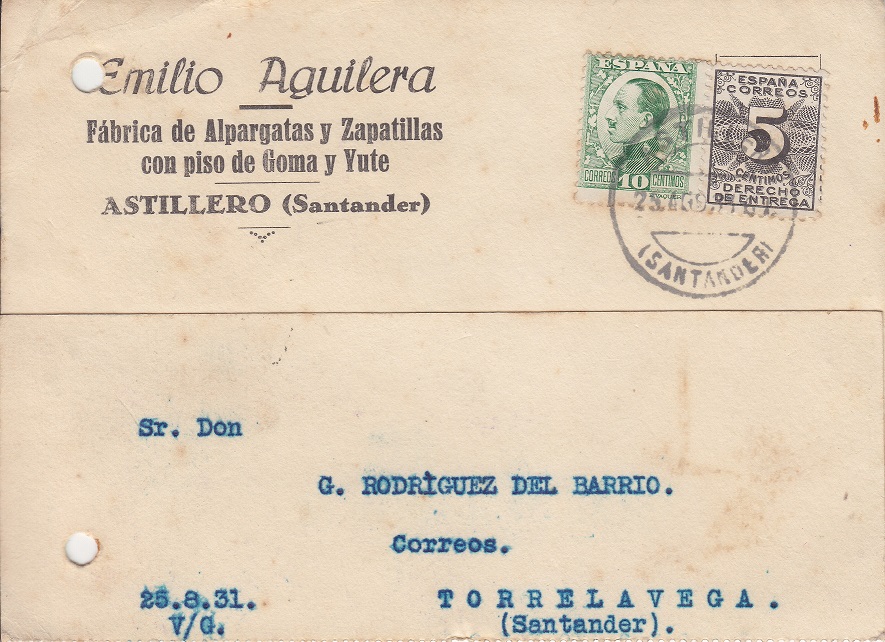 Emilio Aguilera
Fábrica de Alpargatas y Zapatillas
con piso de Goma y Yute
ASTILLERO (Santander)
ESPAÑA
CORREOS 10 CENTIMOS
ESPAÑA
CORREOS
5
CENTIMOS
DERECHO
DE ENTREGA
(SANTANDER)
Sr. Don
G. RODRÍGUEZ DEL BARRIO.
Correos.
25.8.31. TORRELAVEGA.
V/G. (Santander).